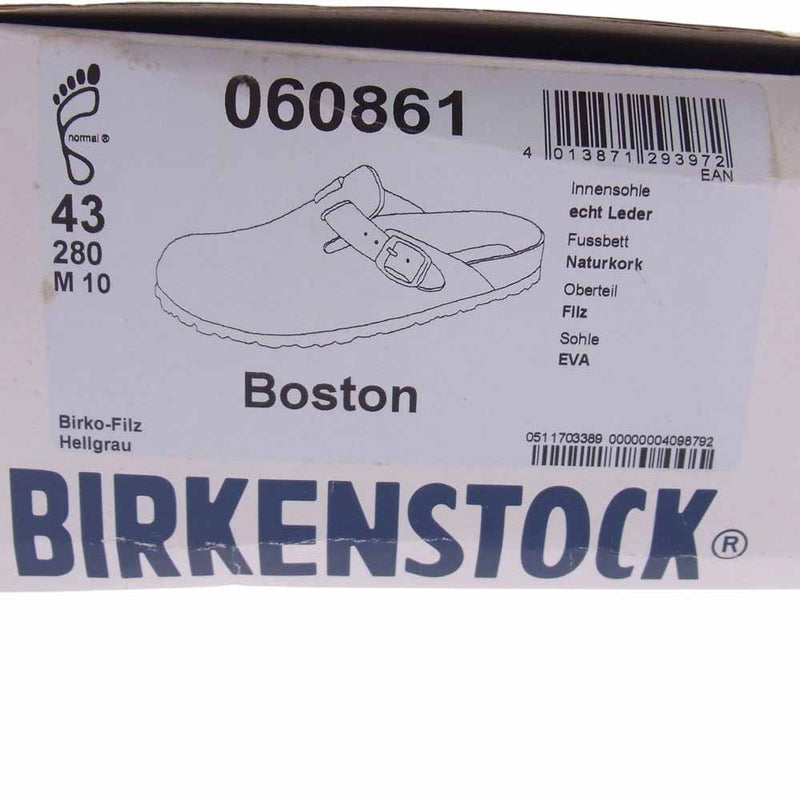 060861
normal ®
43
280
M 10
4 013871 293972
EAN
Innensohle
echt Leder
Fussbett
Naturkork
Oberteil
Filz
Sohle
EVA
Boston
Birko-Filz
Hellgrau
0511703389 00000004098792
BIRKENSTOCK®